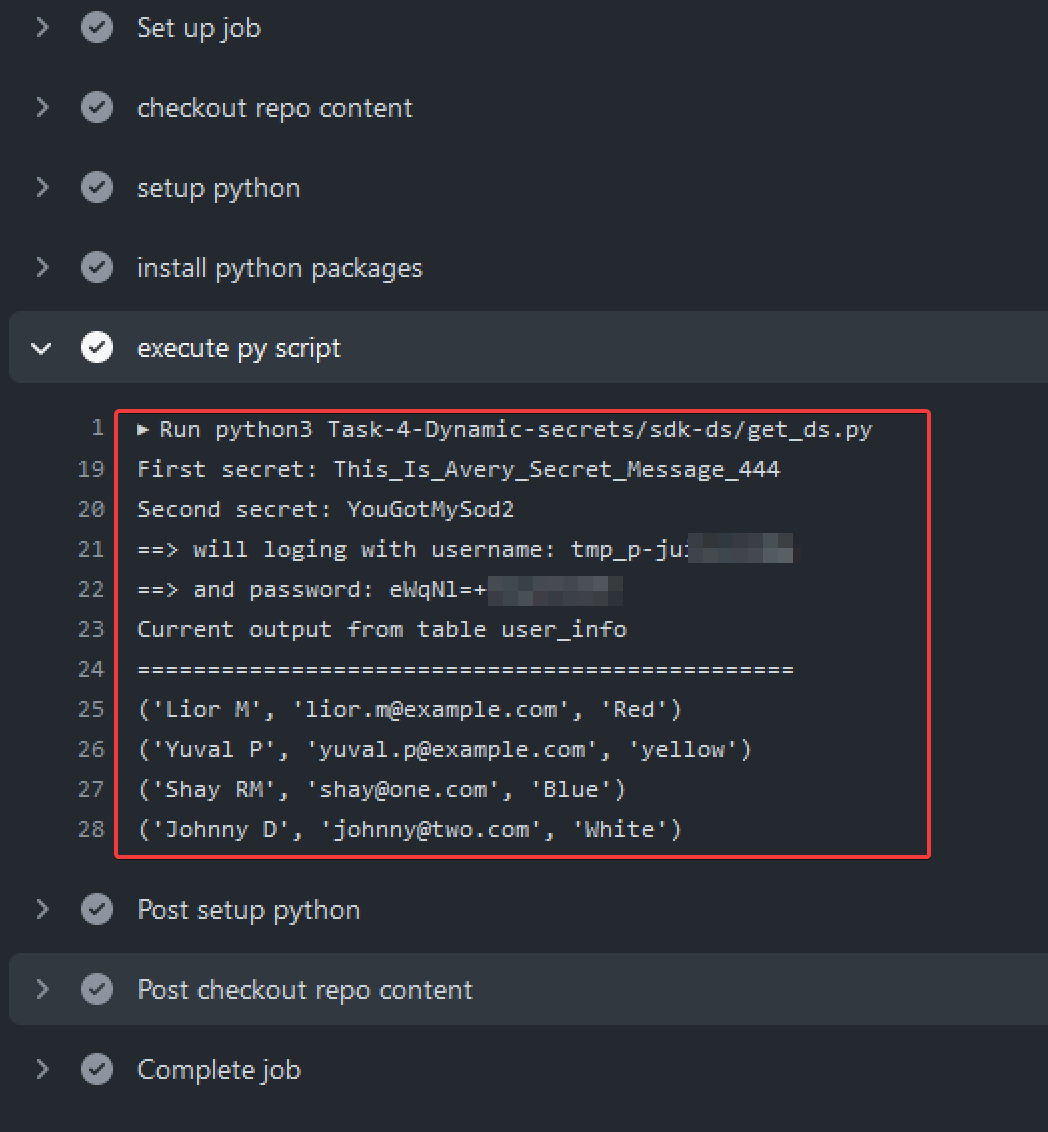 Set up job
checkout repo content
setup python
install python packages
execute py script
1 ▶ Run python3 Task-4-Dynamic-secrets/sdk-ds/get_ds.py
19 First secret: This_Is_Avery_Secret_Message_444
20 Second secret: YouGotMySod2
21 ==> will loging with username: tmp_p-jui
22 ==> and password: eWqNl=+
23 Current output from table user_info
24 ===============================================
25 ('Lior M', 'lior.m@example.com', 'Red')
26 ('Yuval P', 'yuval.p@example.com', 'yellow')
27 ('Shay RM', 'shay@one.com', 'Blue')
28 ('Johnny D', 'johnny@two.com', 'White')
Post setup python
Post checkout repo content
Complete job